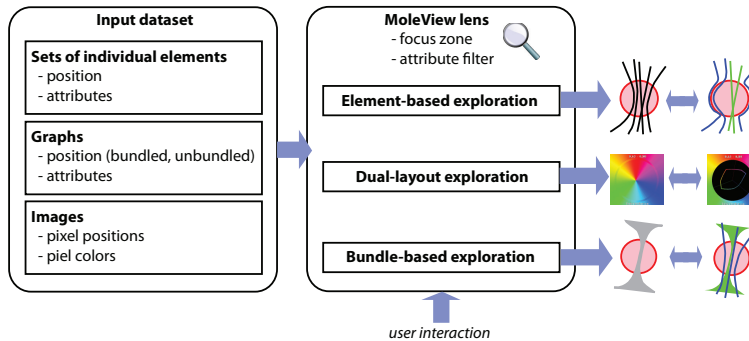 Input dataset
Sets of individual elements
- position
- attributes
Graphs
- position (bundled, unbundled)
- attributes
Images
- pixel positions
- piel colors
MoleView lens
- focus zone
- attribute filter
Element-based exploration
Dual-layout exploration
Bundle-based exploration
user interaction